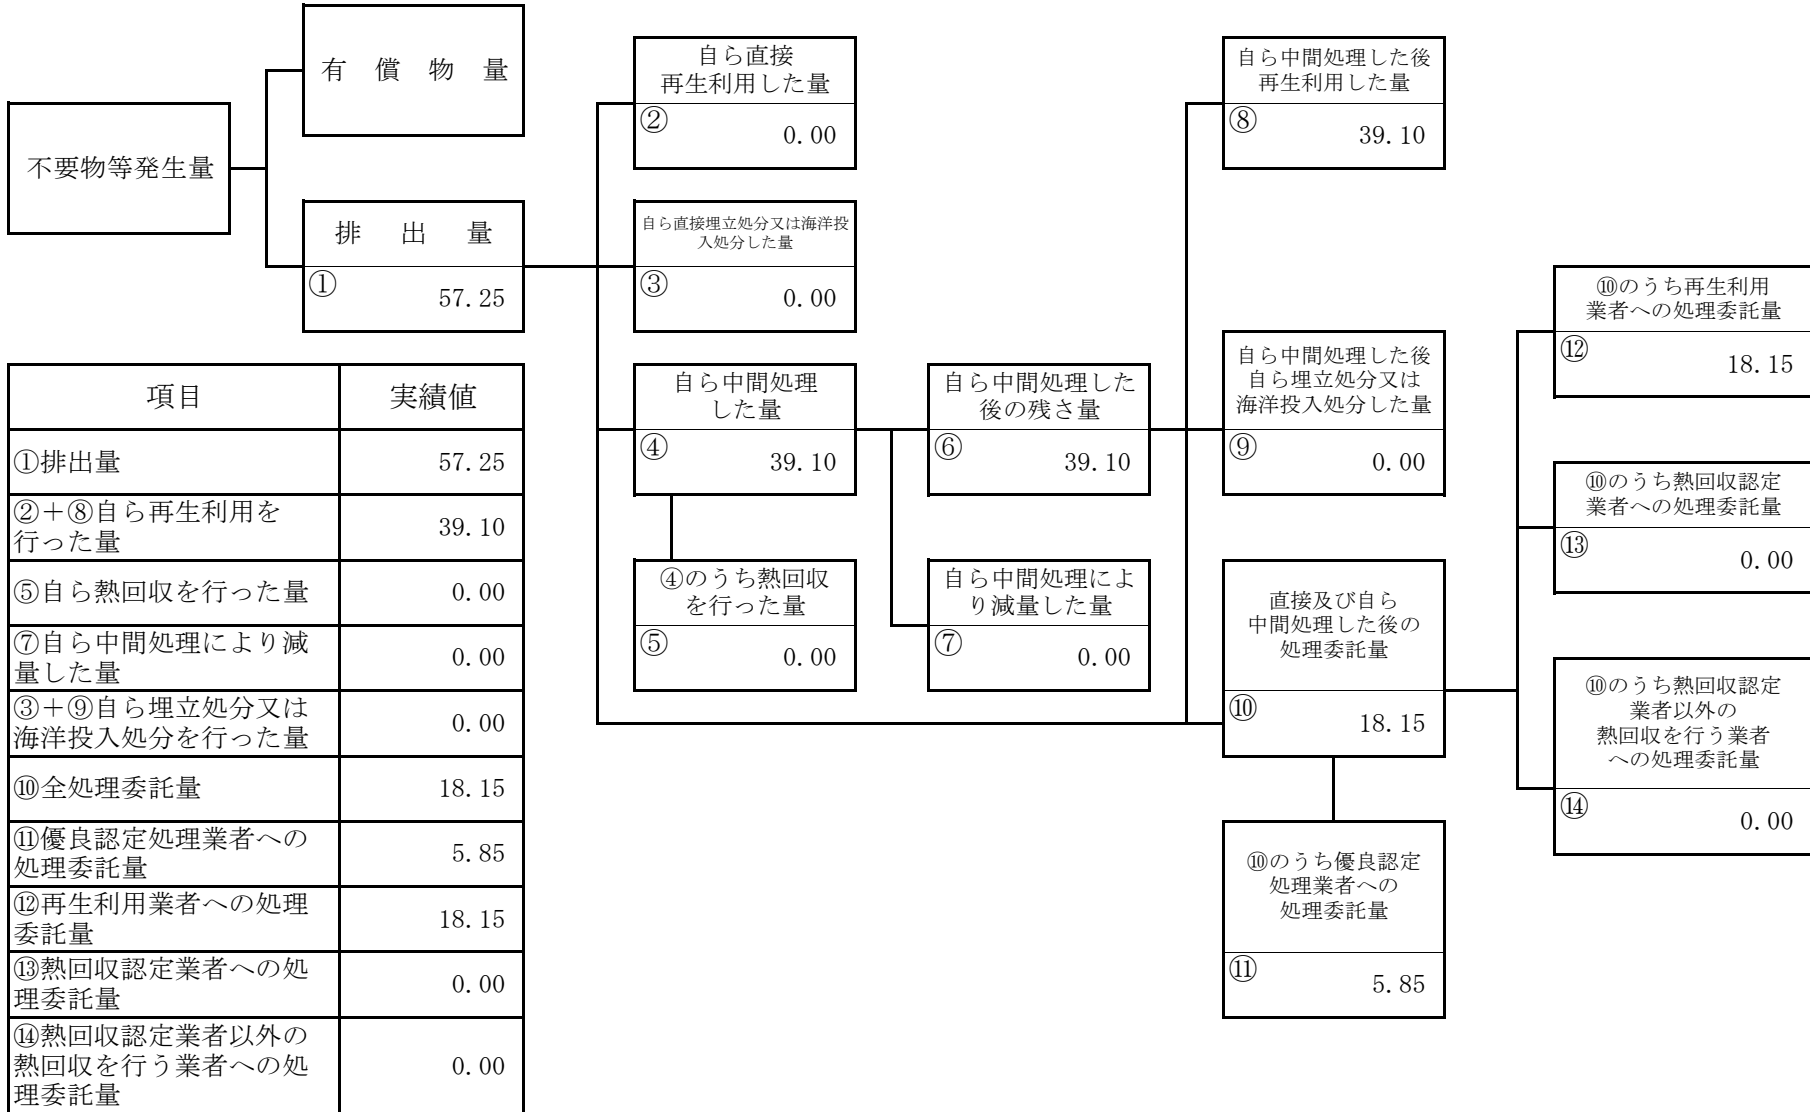 有償物量
不要物等発生量
排出量
①
57.25
自ら直接
再生利用した量
②
0.00
自ら直接埋立処分又は海洋投
入処分した量
③
0.00
自ら中間処理
した量
④
39.10
④のうち熱回収
を行った量
⑤
0.00
自ら中間処理した
後の残さ量
⑥
39.10
自ら中間処理によ
り減量した量
⑦
0.00
自ら中間処理した後
再生利用した量
⑧
39.10
自ら中間処理した後
自ら埋立処分又は
海洋投入処分した量
⑨
0.00
直接及び自ら
中間処理した後の
処理委託量
⑩
18.15
⑩のうち優良認定
処理業者への
処理委託量
⑪
5.85
⑩のうち再生利用
業者への処理委託量
⑫
18.15
⑩のうち熱回収認定
業者への処理委託量
⑬
0.00
⑩のうち熱回収認定
業者以外の
熱回収を行う業者
への処理委託量
⑭
0.00
項目 実績値
①排出量 57.25
②＋⑧自ら再生利用を
行った量 39.10
⑤自ら熱回収を行った量 0.00
⑦自ら中間処理により減
量した量 0.00
③＋⑨自ら埋立処分又は
海洋投入処分を行った量 0.00
⑩全処理委託量 18.15
⑪優良認定処理業者への
処理委託量 5.85
⑫再生利用業者への処理
委託量 18.15
⑬熱回収認定業者への処
理委託量 0.00
⑭熱回収認定業者以外の
熱回収を行う業者への処
理委託量 0.00